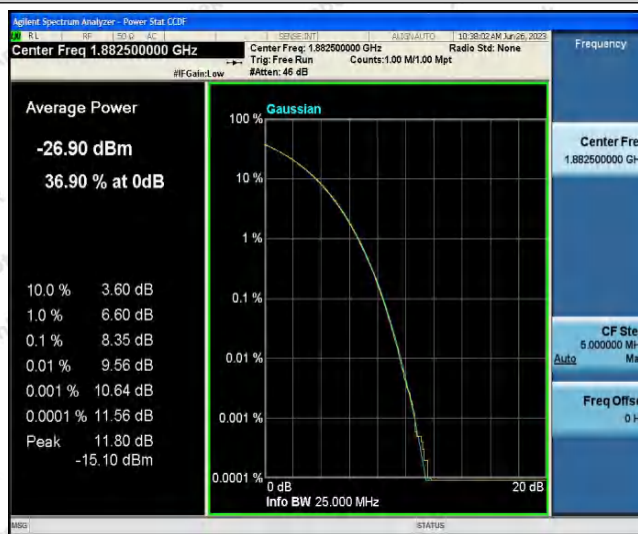 Agilent Spectrum Analyzer - Power Stat CCDF
RL RF 50 Ω AC SENSE:INT ALIGNAUTO 10:38:02 AM Jun 26, 2023
Center Freq 1.882500000 GHz
Center Freq: 1.882500000 GHz Radio Std: None
Trig: Free Run Counts:1.00 M/1.00 Mpt
#IFGain:Low #Atten: 46 dB
Frequency
Average Power
-26.90 dBm
36.90 % at 0dB
10.0 % 3.60 dB
1.0 % 6.60 dB
0.1 % 8.35 dB
0.01 % 9.56 dB
0.001 % 10.64 dB
0.0001 % 11.56 dB
Peak 11.80 dB
-15.10 dBm
Gaussian
100 %
10 %
1 %
0.1 %
0.01 %
0.001 %
0.0001 %
0 dB 20 dB
Info BW 25.000 MHz
Center Fre
1.882500000 GH
CF Ste
5.000000 MH
Auto Ma
Freq Offse
0 H
MSG STATUS